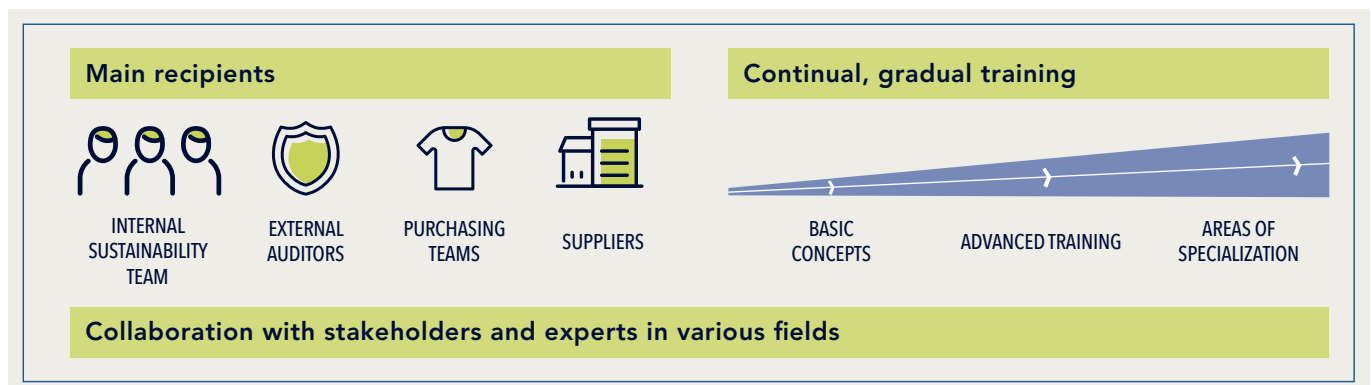 Main recipients
INTERNAL
SUSTAINABILITY
TEAM
EXTERNAL
AUDITORS
PURCHASING
TEAMS
SUPPLIERS
Continual, gradual training
BASIC
CONCEPTS
ADVANCED TRAINING
AREAS OF
SPECIALIZATION
Collaboration with stakeholders and experts in various fields